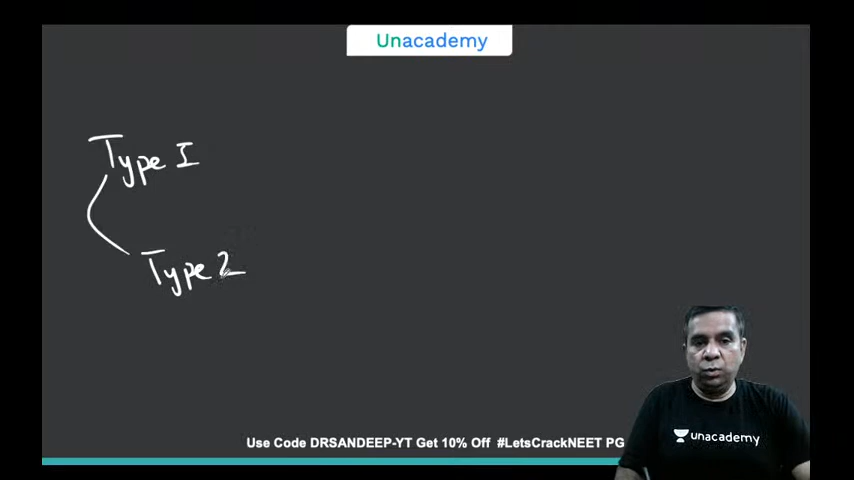 Unacademy
Type I
Type 2
Use Code DRSANDEEP-YT Get 10% Off #LetsCrackNEET PG
unacademy